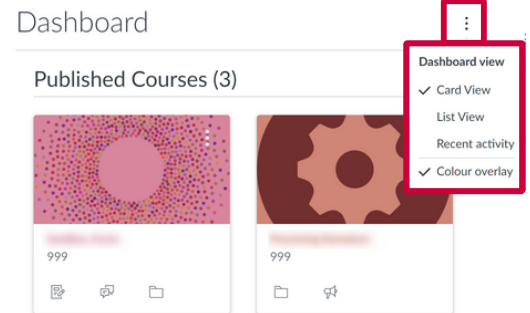 Dashboard
Dashboard view
Card View
List View
Recent activity
Colour overlay
Published Courses (3)
999
999